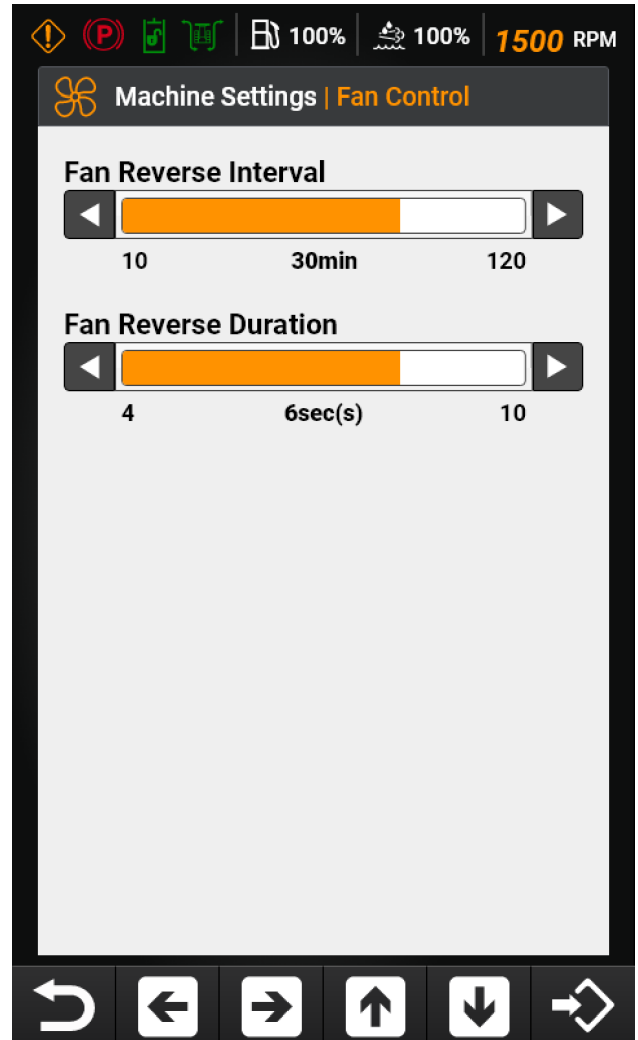 (P) 100% 100% 1500 RPM
Machine Settings | Fan Control
Fan Reverse Interval
10 30min 120
Fan Reverse Duration
4 6sec(s) 10